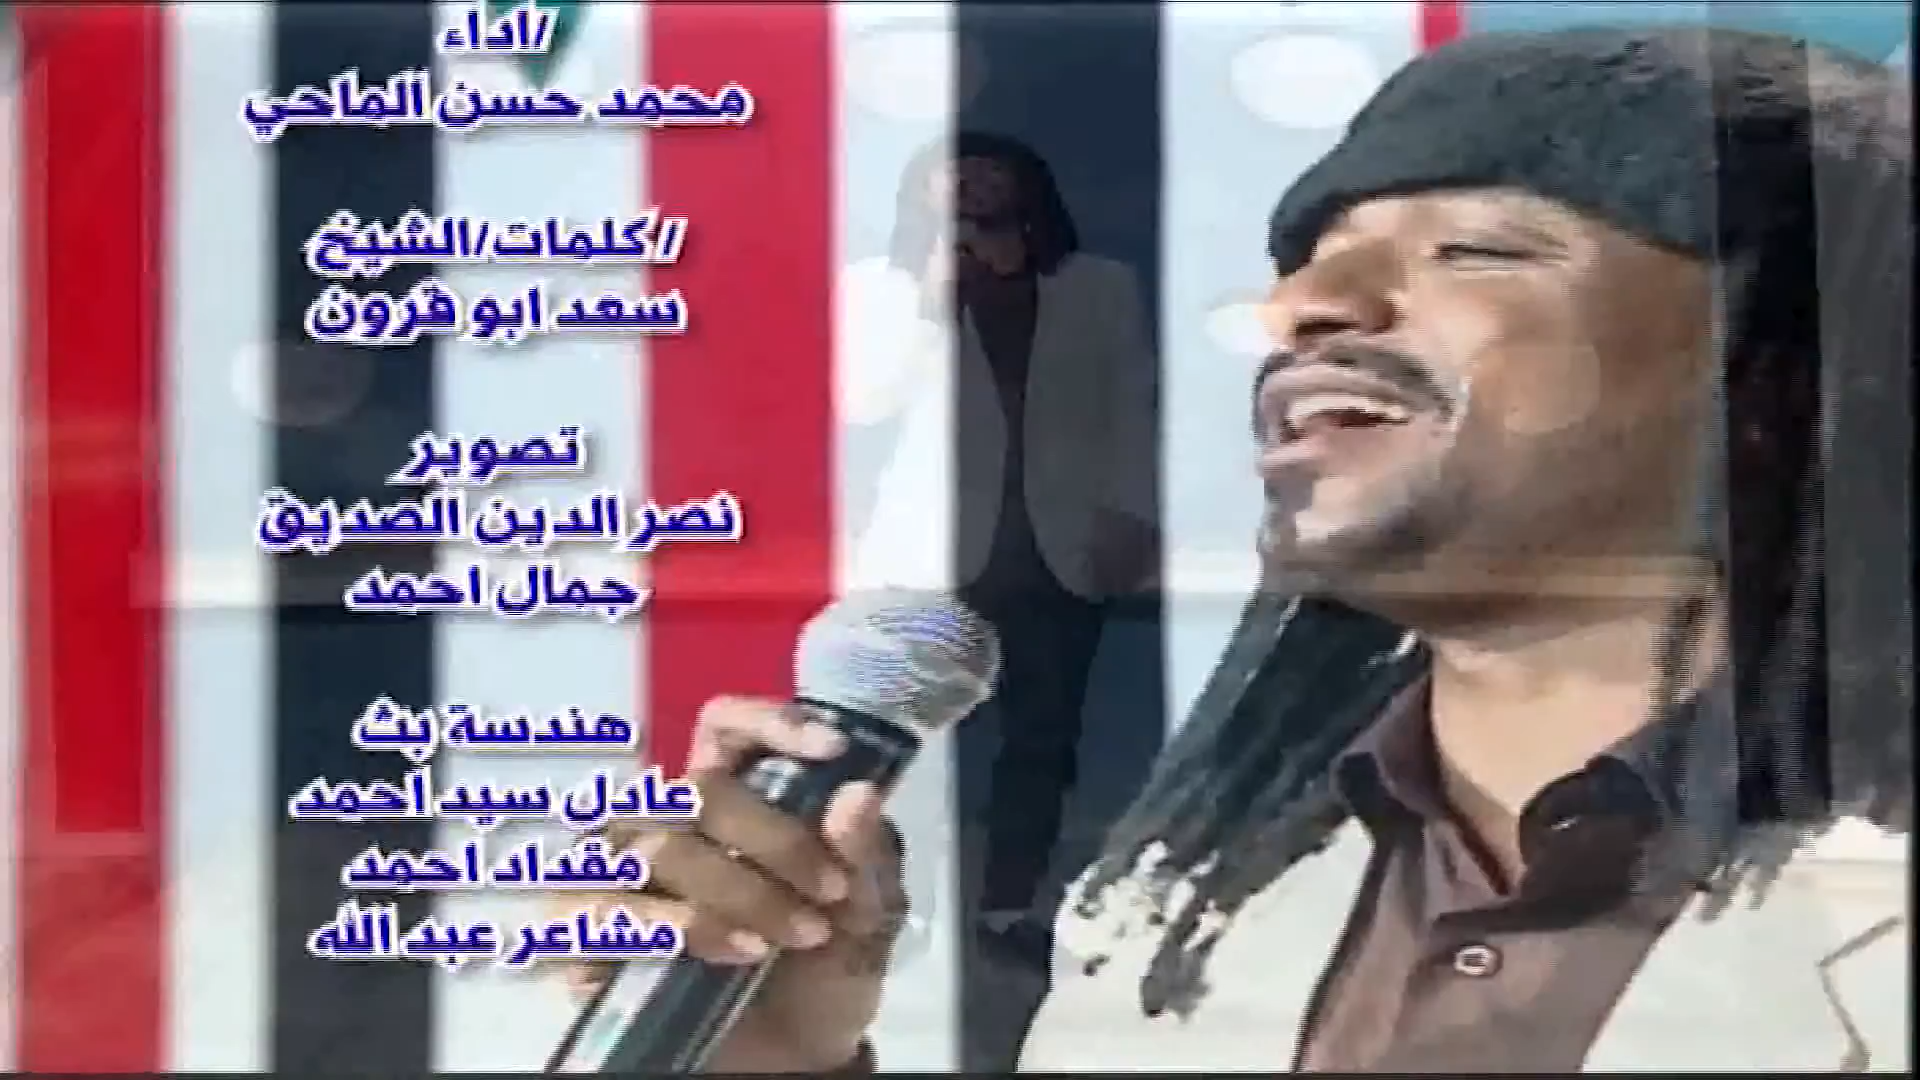 اداء/
محمد حسن الماحي
كلمات/الشيخ/
سعد ابو قرون
تصوير
نصر الدين الصديق
جمال احمد
هندسة بث
عادل سيد احمد
مقداد احمد
مشاعر عبد الله